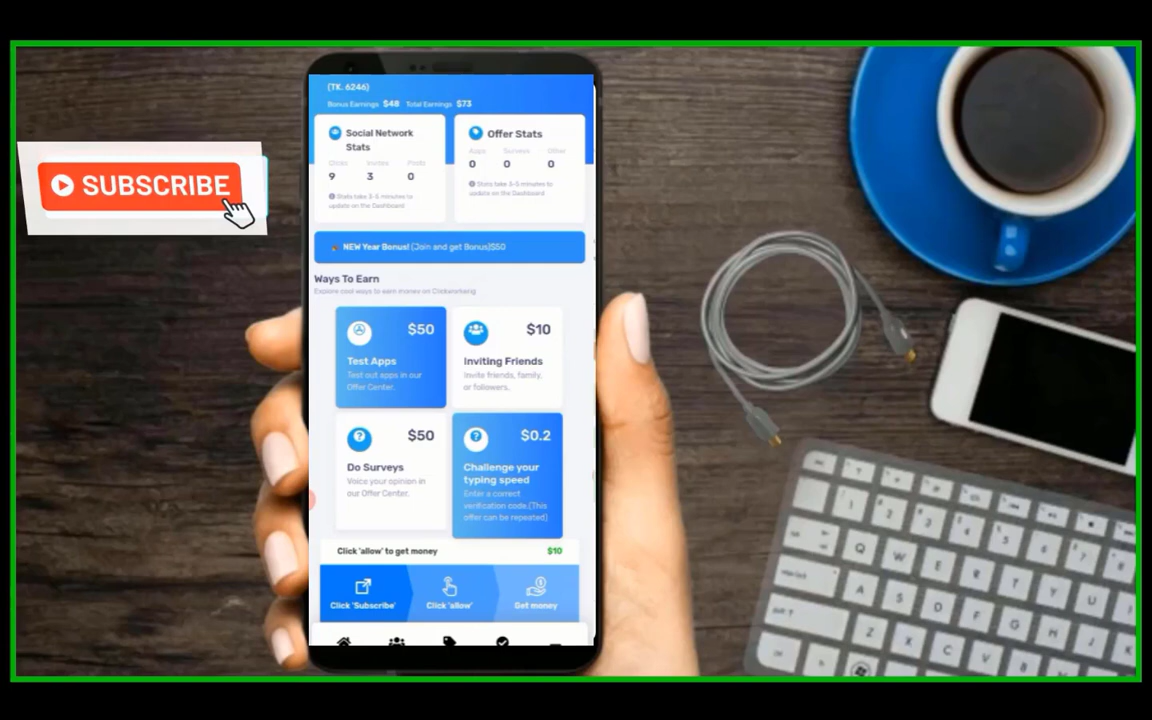 SUBSCRIBE
(TK. 6246)
Bonus Earnings $48 Total Earnings $73
Social Network
Stats
Clicks Invites Posts
9 3 0
Stats take 3-5 minutes to
update on the Dashboard
Offer Stats
Apps Surveys Other
0 0 0
Stats take 3-5 minutes to
update on the Dashboard
NEW Year Bonus! (Join and get Bonus)$50
Ways To Earn
Explore cool ways to earn money on Clickworking
$50
Test Apps
Test out apps in our
Offer Center.
$10
Inviting Friends
Invite friends, family,
or followers.
$50
Do Surveys
Voice your opinion in
our Offer Center.
$0.2
Challenge your
typing speed
Enter a correct
verification code.(This
offer can be repeated)
Click 'allow' to get money $10
Click 'Subscribe' Click 'allow' Get money
Q W E R T Y
A S D F G H J
Z X C V B N